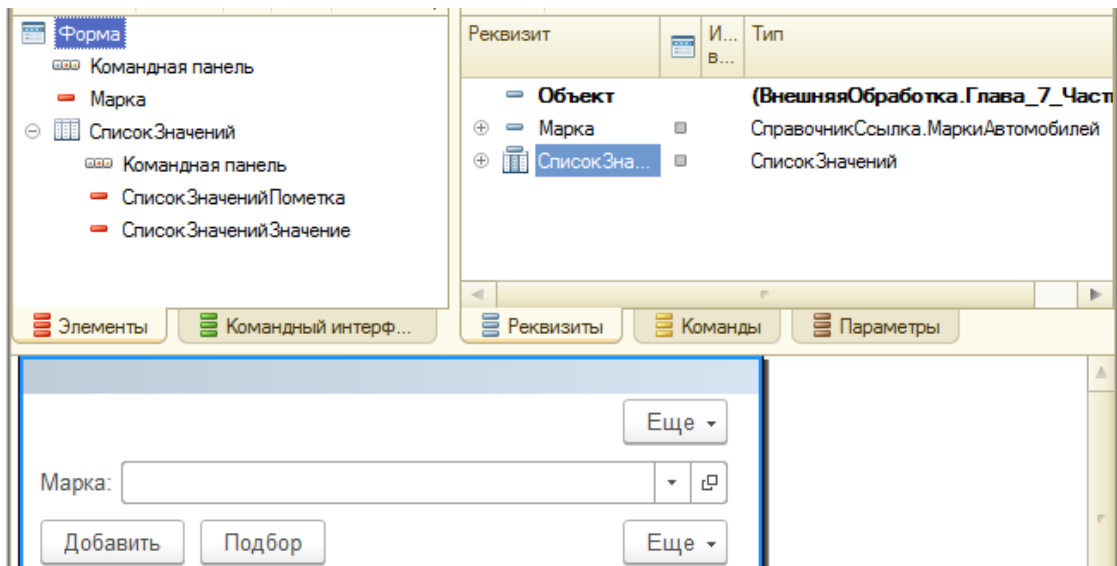 Форма
Командная панель
Марка
СписокЗначений
Командная панель
СписокЗначенийПометка
СписокЗначенийЗначение
Элементы
Командный интерф...
Реквизит
И... в...
Тип
Объект
(ВнешняяОбработка.Глава_7_Част
Марка
СправочникСсылка.МаркиАвтомобилей
СписокЗна...
СписокЗначений
Реквизиты
Команды
Параметры
Еще
Марка:
Добавить
Подбор
Еще